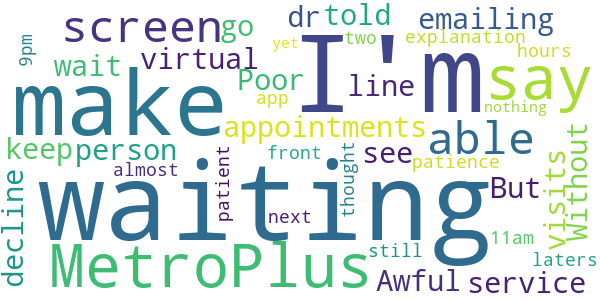 screen go dr told emailing
9pm wait virtual I'm two explanation hours
make Poor line say
app yet nothing
keep person appointments able
almost patient front thought see patience But visits Without
decline waiting next 11am
MetroPlus still laters
Awful service